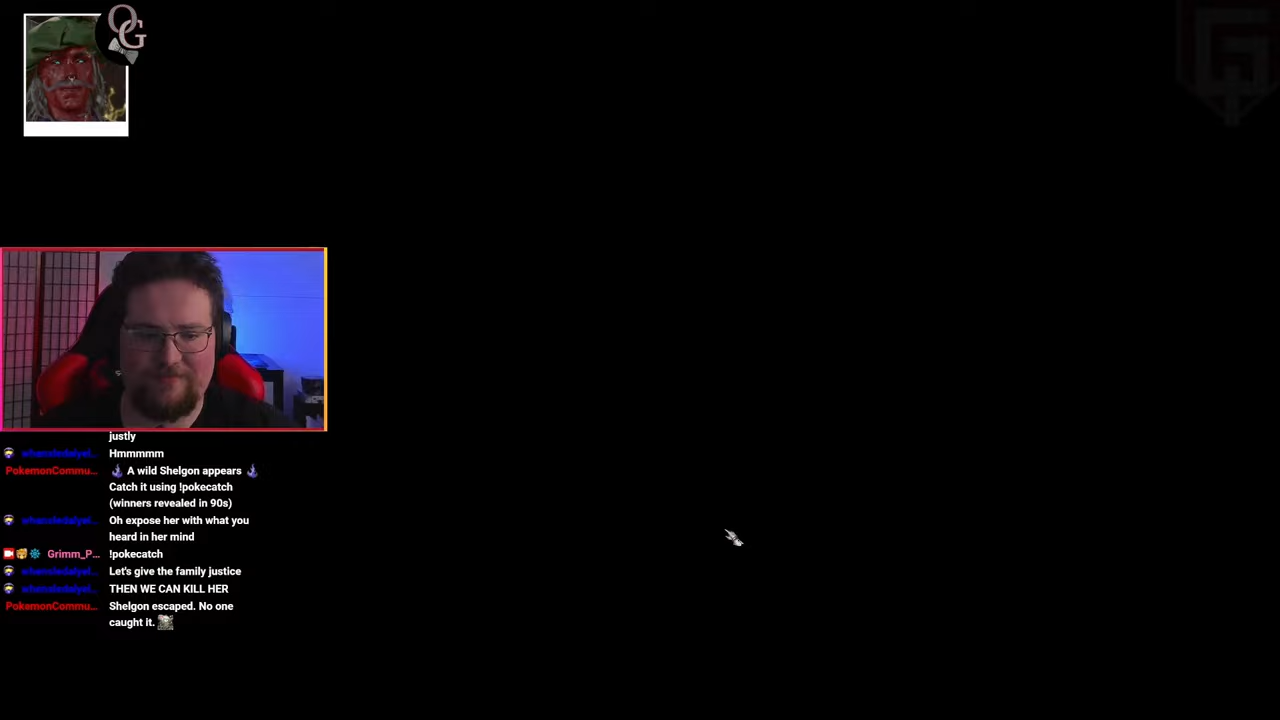 OG
justly
Hmmmmm
PokemonCommu... A wild Shelgon appears
Catch it using !pokecatch
(winners revealed in 90s)
Oh expose her with what you
heard in her mind
Grimm_P... !pokecatch
Let's give the family justice
THEN WE CAN KILL HER
PokemonCommu... Shelgon escaped. No one
caught it.